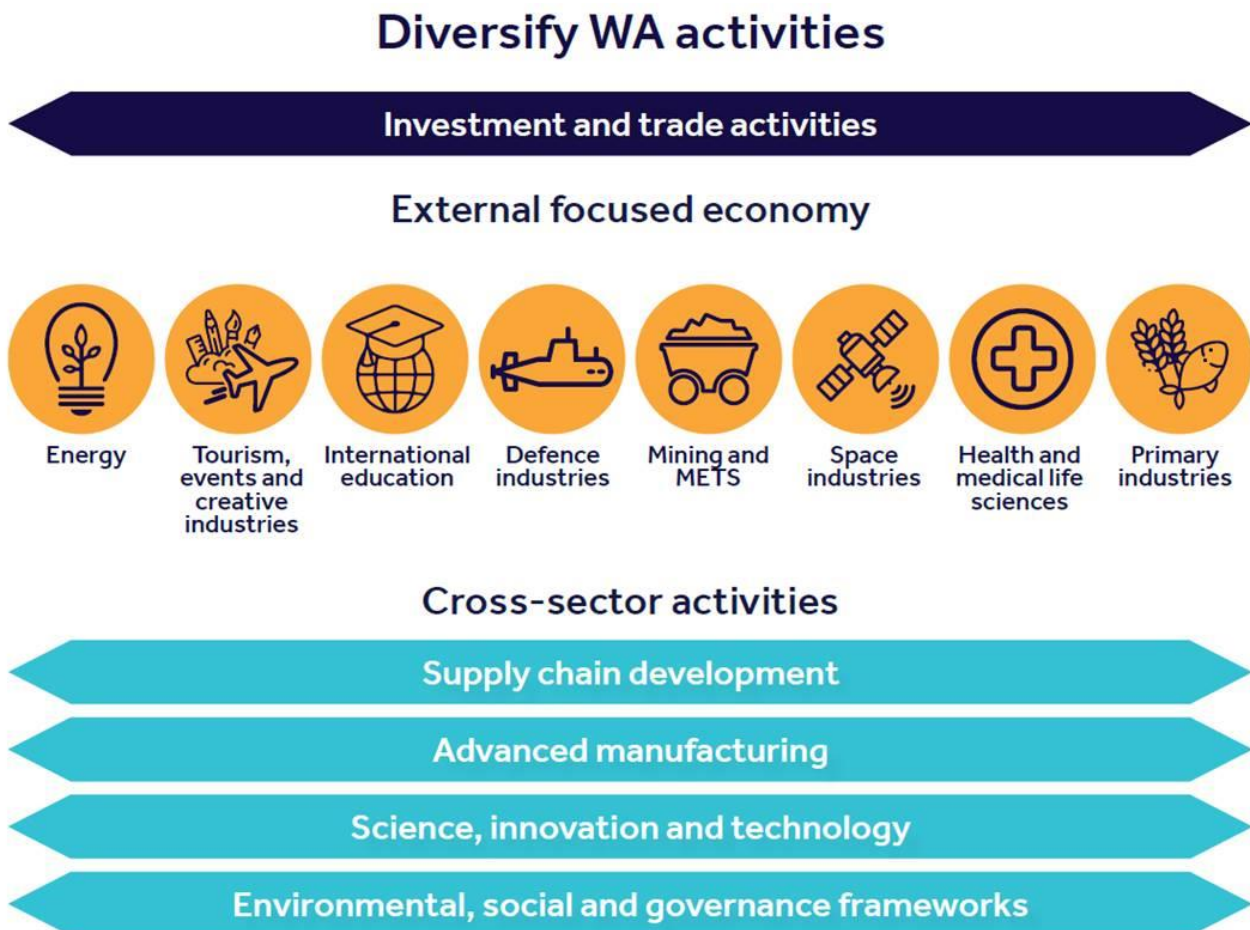 Diversify WA activities
Investment and trade activities
External focused economy
Energy
Tourism,
events and
creative
industries
International
education
Defence
industries
Mining and
METS
Space
industries
Health and
medical life
sciences
Primary
industries
Cross-sector activities
Supply chain development
Advanced manufacturing
Science, innovation and technology
Environmental, social and governance frameworks